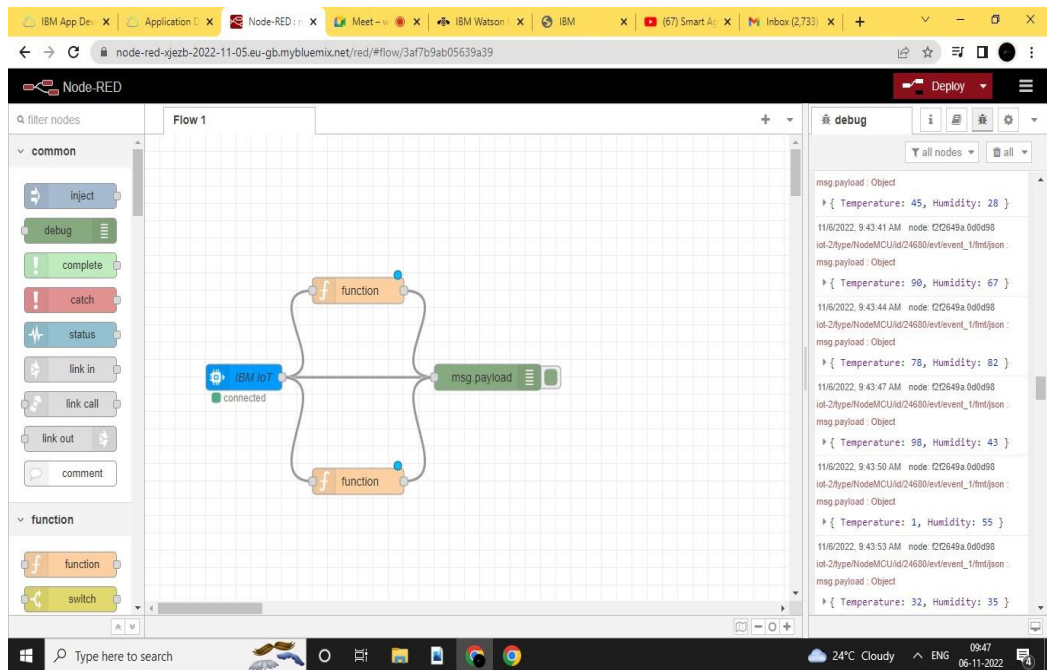 IBM App Dev
Application D
Node-RED : n
Meet – w
IBM Watson
IBM
(67) Smart Ag
Inbox (2,733)
node-red-xjezb-2022-11-05.eu-gb.mybluemix.net/red/#flow/3af7b9ab05639a39
Node-RED
Deploy
filter nodes
Flow 1
debug
i
all nodes
all
common
inject
debug
complete
catch
status
link in
link call
link out
comment
function
function
switch
function
IBM IoT
connected
msg.payload
function
msg.payload : Object
{ Temperature: 45, Humidity: 28 }
11/6/2022, 9:43:41 AM node: f2f2649a.0d0d98
iot-2/type/NodeMCU/id/24680/evt/event_1/fmt/json :
msg.payload : Object
{ Temperature: 90, Humidity: 67 }
11/6/2022, 9:43:44 AM node: f2f2649a.0d0d98
iot-2/type/NodeMCU/id/24680/evt/event_1/fmt/json :
msg.payload : Object
{ Temperature: 78, Humidity: 82 }
11/6/2022, 9:43:47 AM node: f2f2649a.0d0d98
iot-2/type/NodeMCU/id/24680/evt/event_1/fmt/json :
msg.payload : Object
{ Temperature: 98, Humidity: 43 }
11/6/2022, 9:43:50 AM node: f2f2649a.0d0d98
iot-2/type/NodeMCU/id/24680/evt/event_1/fmt/json :
msg.payload : Object
{ Temperature: 1, Humidity: 55 }
11/6/2022, 9:43:53 AM node: f2f2649a.0d0d98
iot-2/type/NodeMCU/id/24680/evt/event_1/fmt/json :
msg.payload : Object
{ Temperature: 32, Humidity: 35 }
Type here to search
24°C Cloudy
ENG
09:47
06-11-2022
4